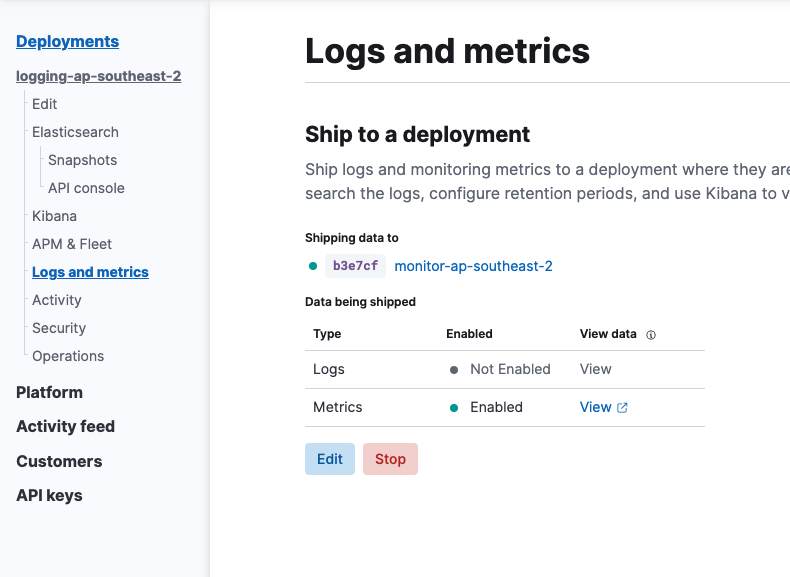 Deployments
logging-ap-southeast-2
Edit
Elasticsearch
Snapshots
API console
Kibana
APM & Fleet
Logs and metrics
Activity
Security
Operations
Platform
Activity feed
Customers
API keys
Logs and metrics
Ship to a deployment
Ship logs and monitoring metrics to a deployment where they are
search the logs, configure retention periods, and use Kibana to v
Shipping data to
b3e7cf monitor-ap-southeast-2
Data being shipped
Type Enabled View data
Logs Not Enabled View
Metrics Enabled View
Edit Stop